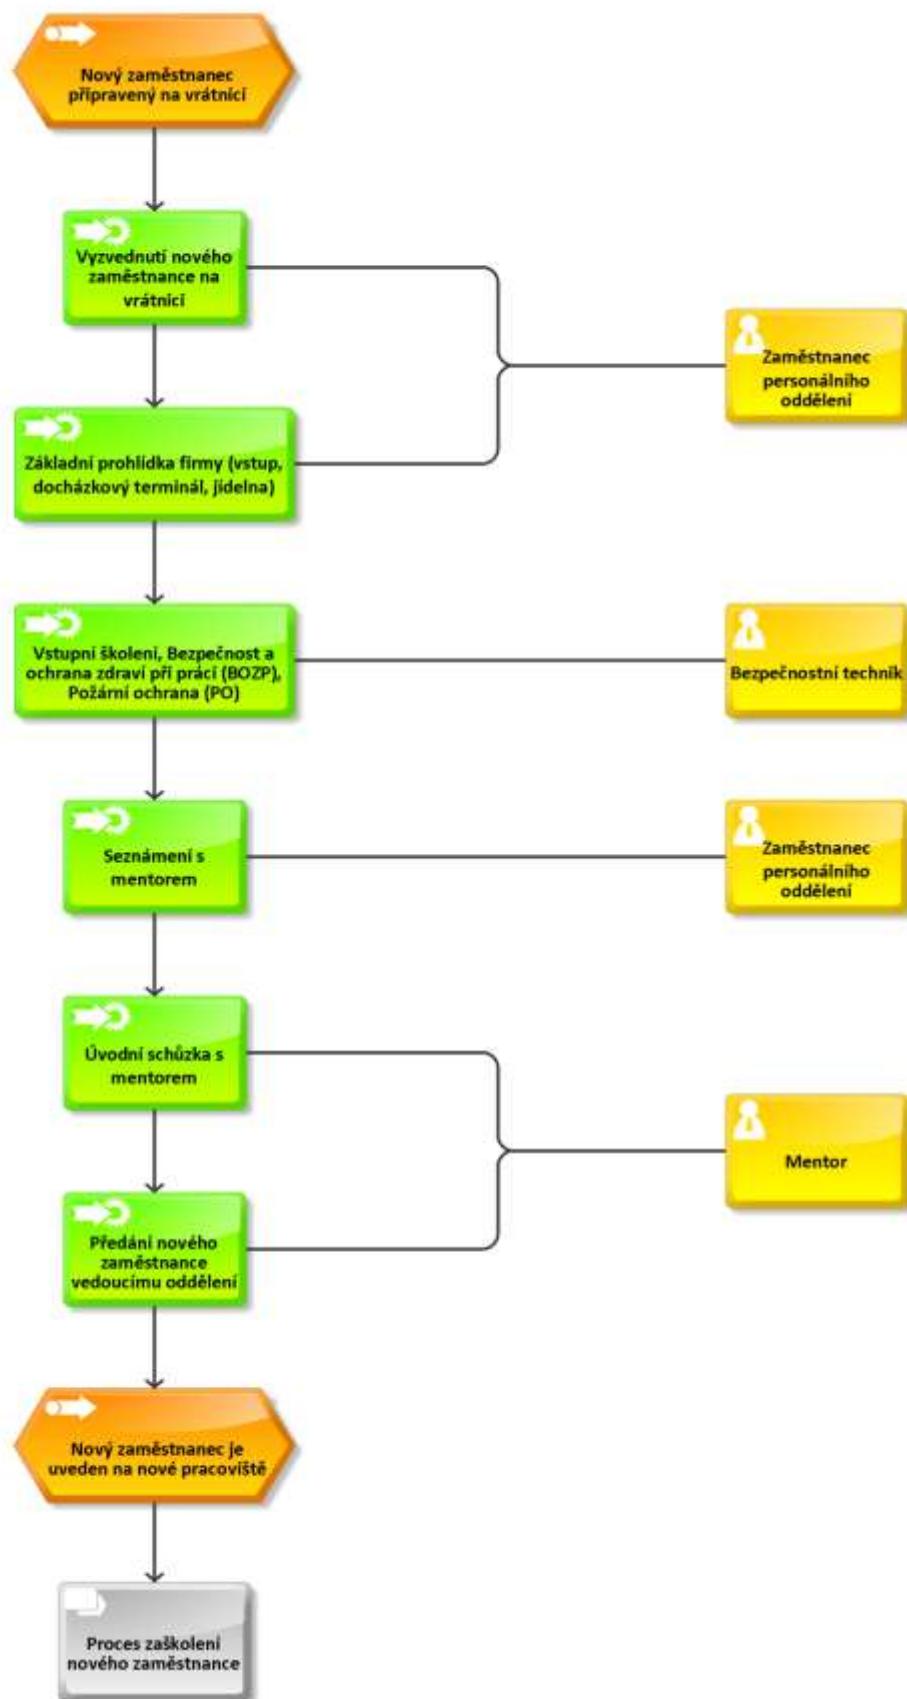 Nový zaměstnanec
připravený na vrátnici
Vyzvednutí nového
zaměstnance na
vrátnici
Zaměstnanec
personálního
oddělení
Základní prohlídka firmy (vstup,
docházkový terminál, jídelna)
Vstupní školení, Bezpečnost a
ochrana zdraví při práci (BOZP),
Požární ochrana (PO)
Bezpečnostní technik
Seznámení s
mentorem
Zaměstnanec
personálního
oddělení
Úvodní schůzka s
mentorem
Mentor
Předání nového
zaměstnance
vedoucímu oddělení
Nový zaměstnanec je
uveden na nové pracoviště
Proces zaškolení
nového zaměstnance